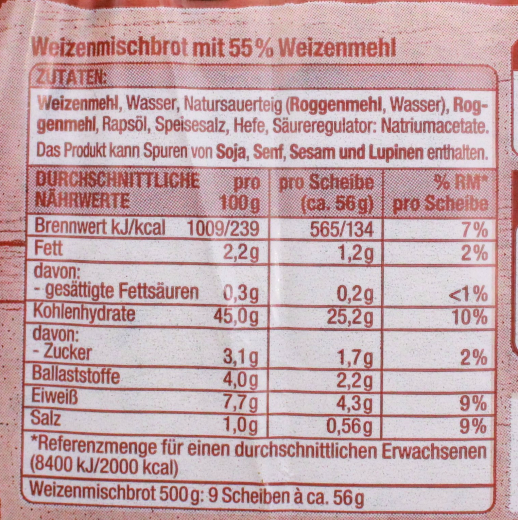 Weizenmischbrot mit 55% Weizenmehl
ZUTATEN:
Weizenmehl, Wasser, Natursauerteig (Roggenmehl, Wasser), Rog-
genmehl, Rapsöl, Speisesalz, Hefe, Säureregulator: Natriumacetate.
Das Produkt kann Spuren von Soja, Senf, Sesam und Lupinen enthalten.
DURCHSCHNITTLICHE pro pro Scheibe % RM*
NÄHRWERTE 100g (ca. 56g) pro Scheibe
Brennwert kJ/kcal 1009/239 565/134 7%
Fett 2,2g 1,2g 2%
davon:
- gesättigte Fettsäuren 0,3g 0,2g <1%
Kohlenhydrate 45,0g 25,2g 10%
davon:
- Zucker 3,1g 1,7g 2%
Ballaststoffe 4,0g 2,2g
Eiweiß 7,7g 4,3g 9%
Salz 1,0g 0,56g 9%
*Referenzmenge für einen durchschnittlichen Erwachsenen
(8400 kJ/2000 kcal)
Weizenmischbrot 500g: 9 Scheiben à ca. 56g